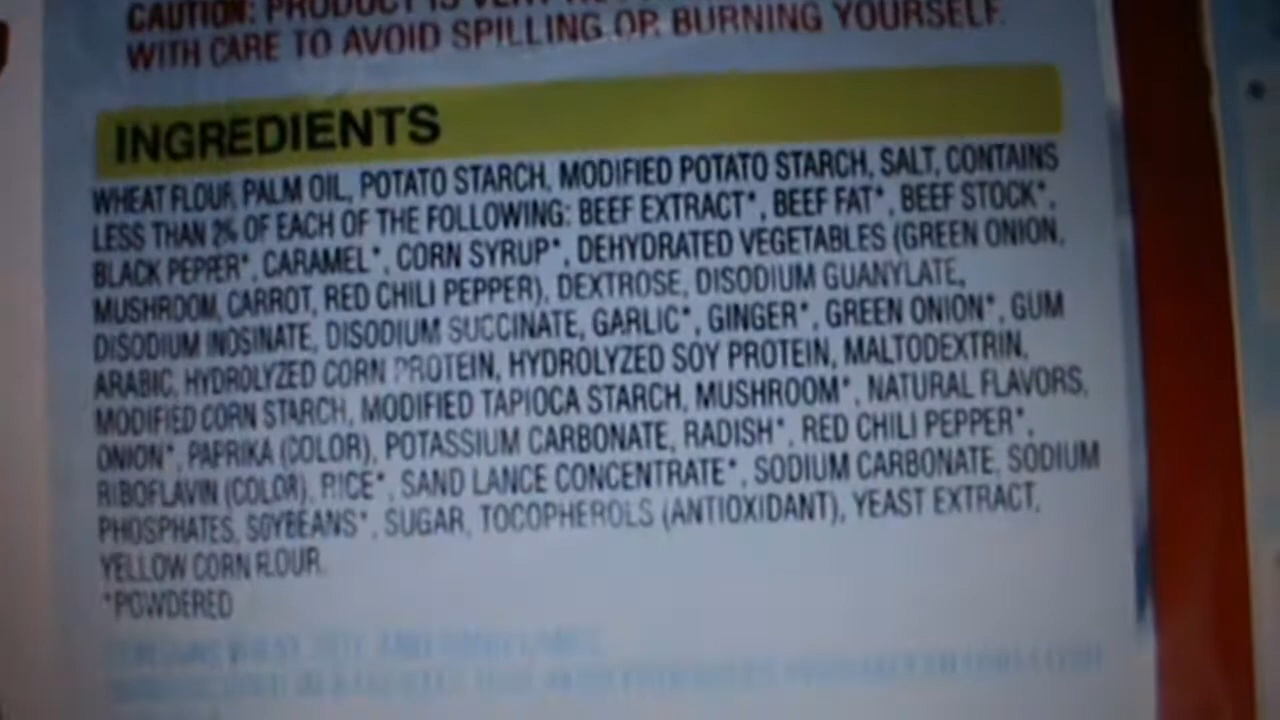 CAUTION: PRODUCT IS VERY
WITH CARE TO AVOID SPILLING OR BURNING YOURSELF.
INGREDIENTS
WHEAT FLOUR, PALM OIL, POTATO STARCH, MODIFIED POTATO STARCH, SALT, CONTAINS
LESS THAN 2% OF EACH OF THE FOLLOWING: BEEF EXTRACT*, BEEF FAT*, BEEF STOCK*,
BLACK PEPPER*, CARAMEL*, CORN SYRUP*, DEHYDRATED VEGETABLES (GREEN ONION,
MUSHROOM, CARROT, RED CHILI PEPPER), DEXTROSE, DISODIUM GUANYLATE,
DISODIUM INOSINATE, DISODIUM SUCCINATE, GARLIC*, GINGER*, GREEN ONION*, GUM
ARABIC, HYDROLYZED CORN PROTEIN, HYDROLYZED SOY PROTEIN, MALTODEXTRIN,
MODIFIED CORN STARCH, MODIFIED TAPIOCA STARCH, MUSHROOM*, NATURAL FLAVORS,
ONION*, PAPRIKA (COLOR), POTASSIUM CARBONATE, RADISH*, RED CHILI PEPPER*,
RIBOFLAVIN (COLOR), RICE*, SAND LANCE CONCENTRATE*, SODIUM CARBONATE, SODIUM
PHOSPHATES, SOYBEANS*, SUGAR, TOCOPHEROLS (ANTIOXIDANT), YEAST EXTRACT,
YELLOW CORN FLOUR.
*POWDERED